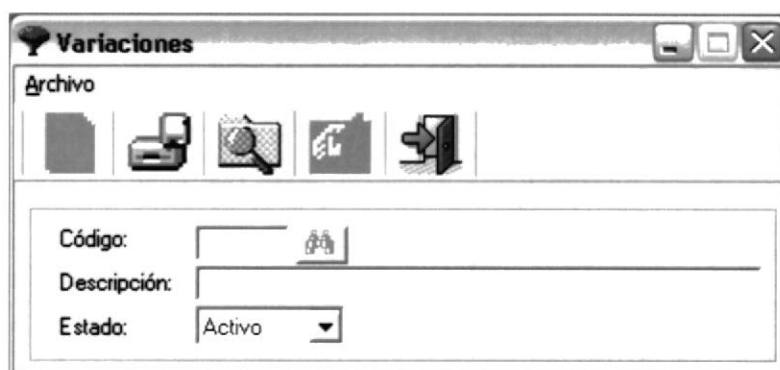 Variaciones
Archivo
Código:
Descripción:
Estado: Activo